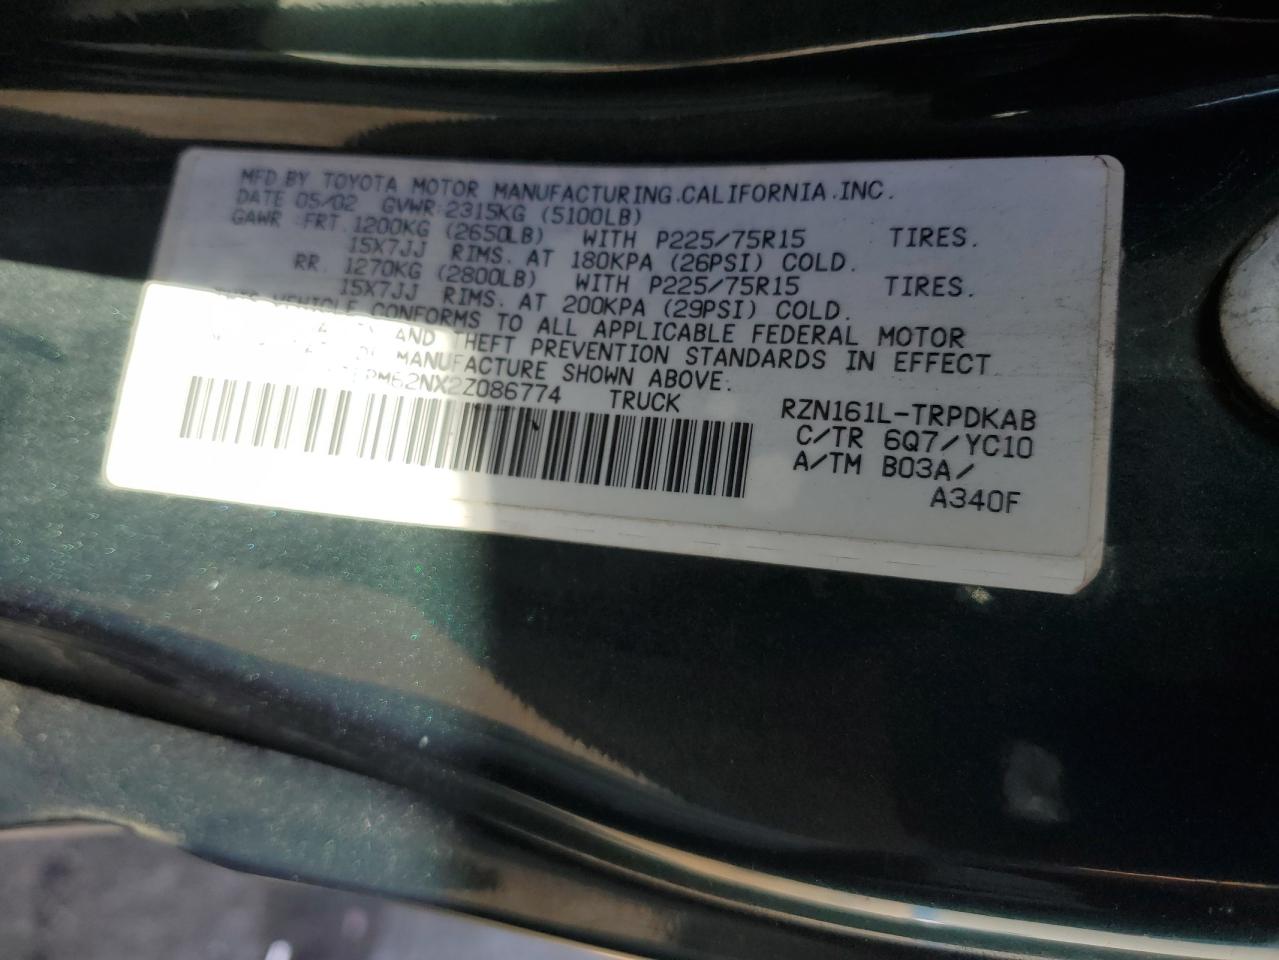 MFD BY TOYOTA MOTOR MANUFACTURING.CALIFORNIA.INC.
DATE 05/02 GVWR 2315KG (5100LB)
GAWR FRT. 1200KG (2650LB) WITH P225/75R15 TIRES.
15X7JJ RIMS. AT 180KPA (26PSI) COLD.
RR. 1270KG (2800LB) WITH P225/75R15 TIRES.
15X7JJ RIMS. AT 200KPA (29PSI) COLD.
THIS VEHICLE CONFORMS TO ALL APPLICABLE FEDERAL MOTOR
AND THEFT PREVENTION STANDARDS IN EFFECT
MANUFACTURE SHOWN ABOVE.
PM62NX2Z086774 TRUCK RZN161L-TRPDKAB
C/TR 6Q7/YC10
A/TM B03A/
A340F